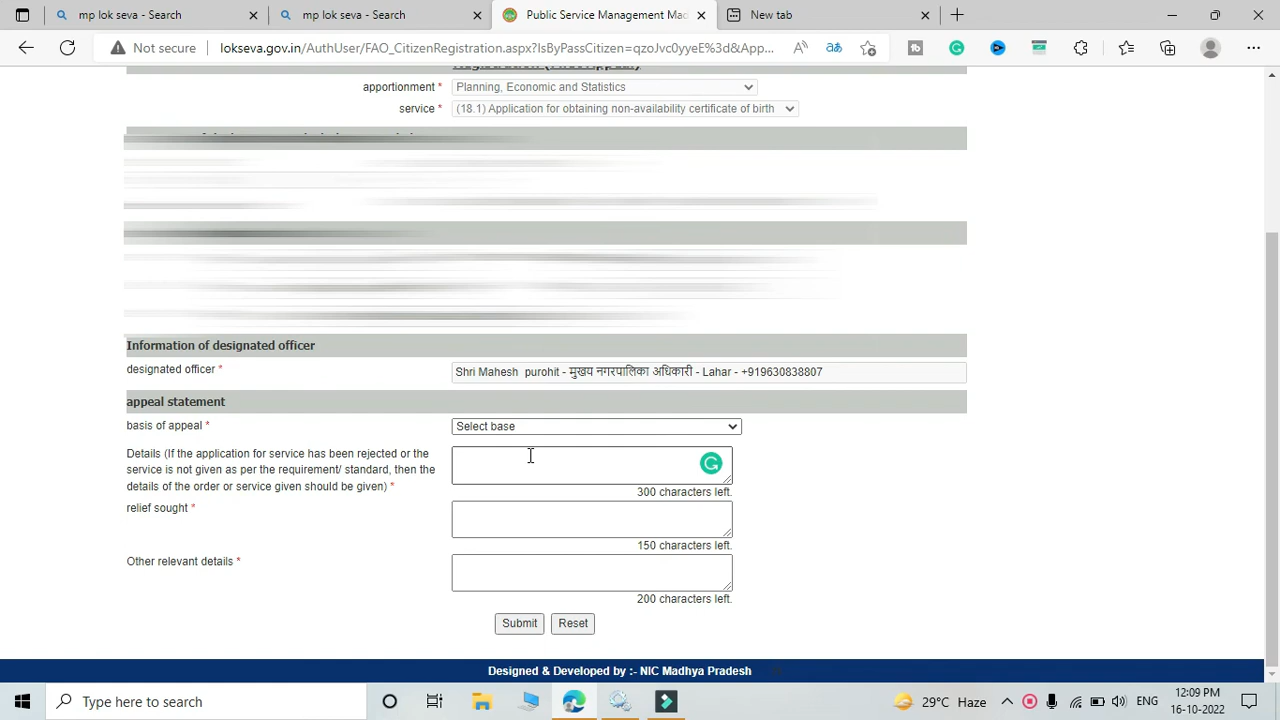 mp lok seva - Search
mp lok seva - Search
Public Service Management Mac
New tab
Not secure
lokseva.gov.in/AuthUser/FAO_CitizenRegistration.aspx?IsByPassCitizen=qzoJvc0yyeE%3d&App...
apportionment *
Planning, Economic and Statistics
service *
(18.1) Application for obtaining non-availability certificate of birth
Information of designated officer
designated officer *
Shri Mahesh purohit - मुखय नगरपालिका अधिकारी - Lahar - +919630838807
appeal statement
basis of appeal *
Select base
Details (If the application for service has been rejected or the
service is not given as per the requirement/ standard, then the
details of the order or service given should be given) *
300 characters left.
relief sought *
150 characters left.
Other relevant details *
200 characters left.
Submit
Reset
Designed & Developed by :- NIC Madhya Pradesh
Type here to search
29°C Haze
ENG
12:09 PM
16-10-2022